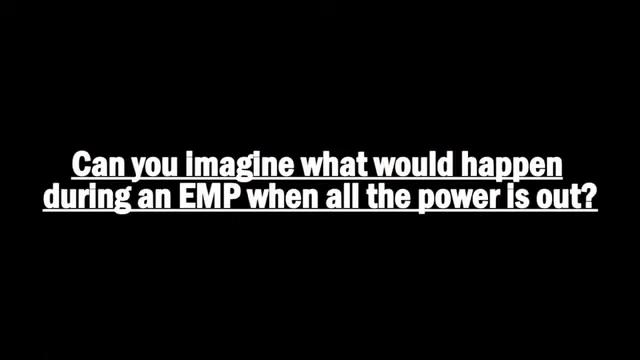 Can you imagine what would happen
during an EMP when all the power is out?